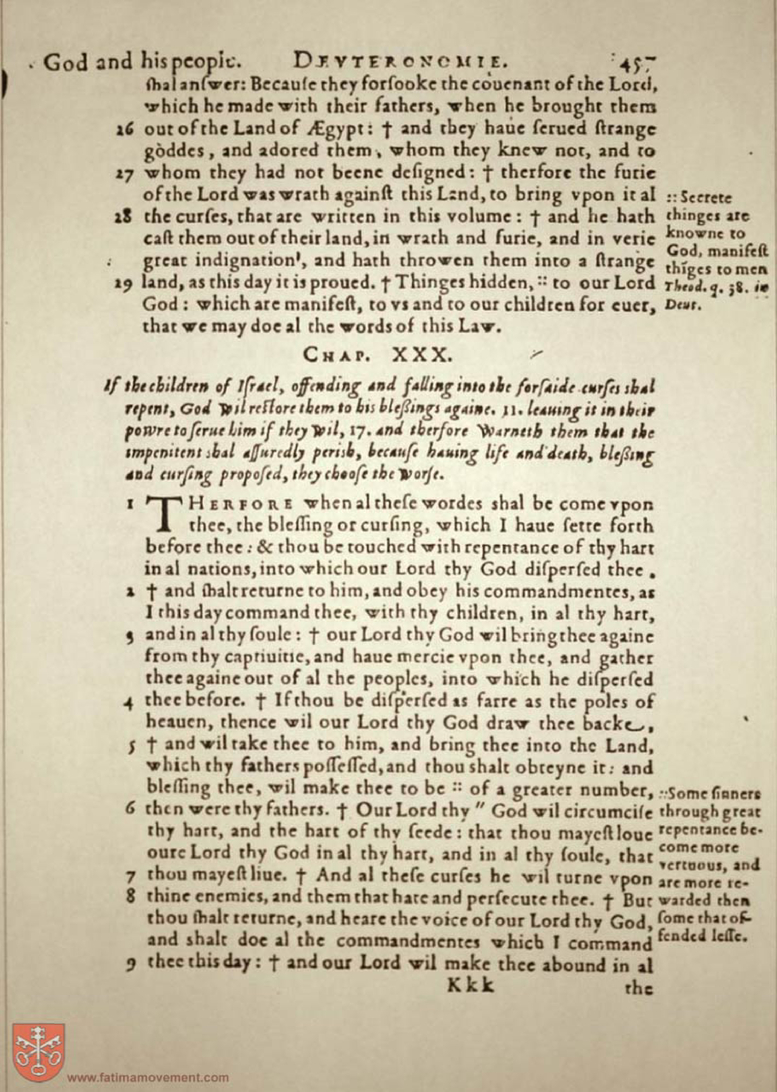 God and his people. DEVTERONOMIE. 457
ſhal anſwer: Becauſe they forſooke the couenant of the Lord,
which he made with their fathers, when he brought them
26 out of the Land of Ægypt: † and they haue ſerued ſtrange
goddes, and adored them, whom they knew not, and to
27 whom they had not beene deſigned: † therfore the furie
of the Lord was wrath againſt this Land, to bring vpon it al
28 the curſes, that are written in this volume: † and he hath
caſt them out of their land, in wrath and furie, and in verie
great indignation, and hath throwen them into a ſtrange
29 land, as this day it is proued. † Thinges hidden, :: to our Lord
God: which are manifeſt, to vs and to our children for euer,
that we may doe al the words of this Law.
:: Secrete
thinges are
knowne to
God, manifeſt
thīges to men
Theod. q. 38. in
Deut.
CHAP. XXX.
If the children of Iſrael, offending and falling into the forſaide curſes shal
repent, God wil reſtore them to his bleßings againe. 11. leauing it in their
powre to ſerue him if they wil, 17. and therfore warneth them that the
impenitent shal aſſuredly perish, becauſe hauing life and death, bleßing
and curſing propoſed, they chooſe the worſe.
1 THERFORE when al theſe wordes shal be come vpon
thee, the bleſſing or curſing, which I haue ſette forth
before thee: & thou be touched with repentance of thy hart
in al nations, into which our Lord thy God diſperſed thee,
2 † and ſhalt returne to him, and obey his commandmentes, as
I this day command thee, with thy children, in al thy hart,
3 and in al thy ſoule: † our Lord thy God wil bring thee againe
from thy captiuitie, and haue mercie vpon thee, and gather
thee againe out of al the peoples, into which he diſperſed
4 thee before. † If thou be diſperſed as farre as the poles of
heauen, thence wil our Lord thy God draw thee backe,
5 † and wil take thee to him, and bring thee into the Land,
which thy fathers poſſeſſed, and thou shalt obteyne it: and
bleſſing thee, wil make thee to be :: of a greater number,
6 then were thy fathers. † Our Lord thy " God wil circumciſe
thy hart, and the hart of thy ſeede: that thou mayeſt loue
oure Lord thy God in al thy hart, and in al thy ſoule, that
7 thou mayeſt liue. † And al theſe curſes he wil turne vpon
8 thine enemies, and them that hate and perſecute thee. † But
thou ſhalt returne, and heare the voice of our Lord thy God,
and shalt doe al the commandmentes which I command
9 thee this day: † and our Lord wil make thee abound in al
:: Some ſinners
through great
repentance be-
come more
vertuous, and
are more re-
warded then
ſome that of-
fended leſſe.
Kkk the
www.fatimamovement.com